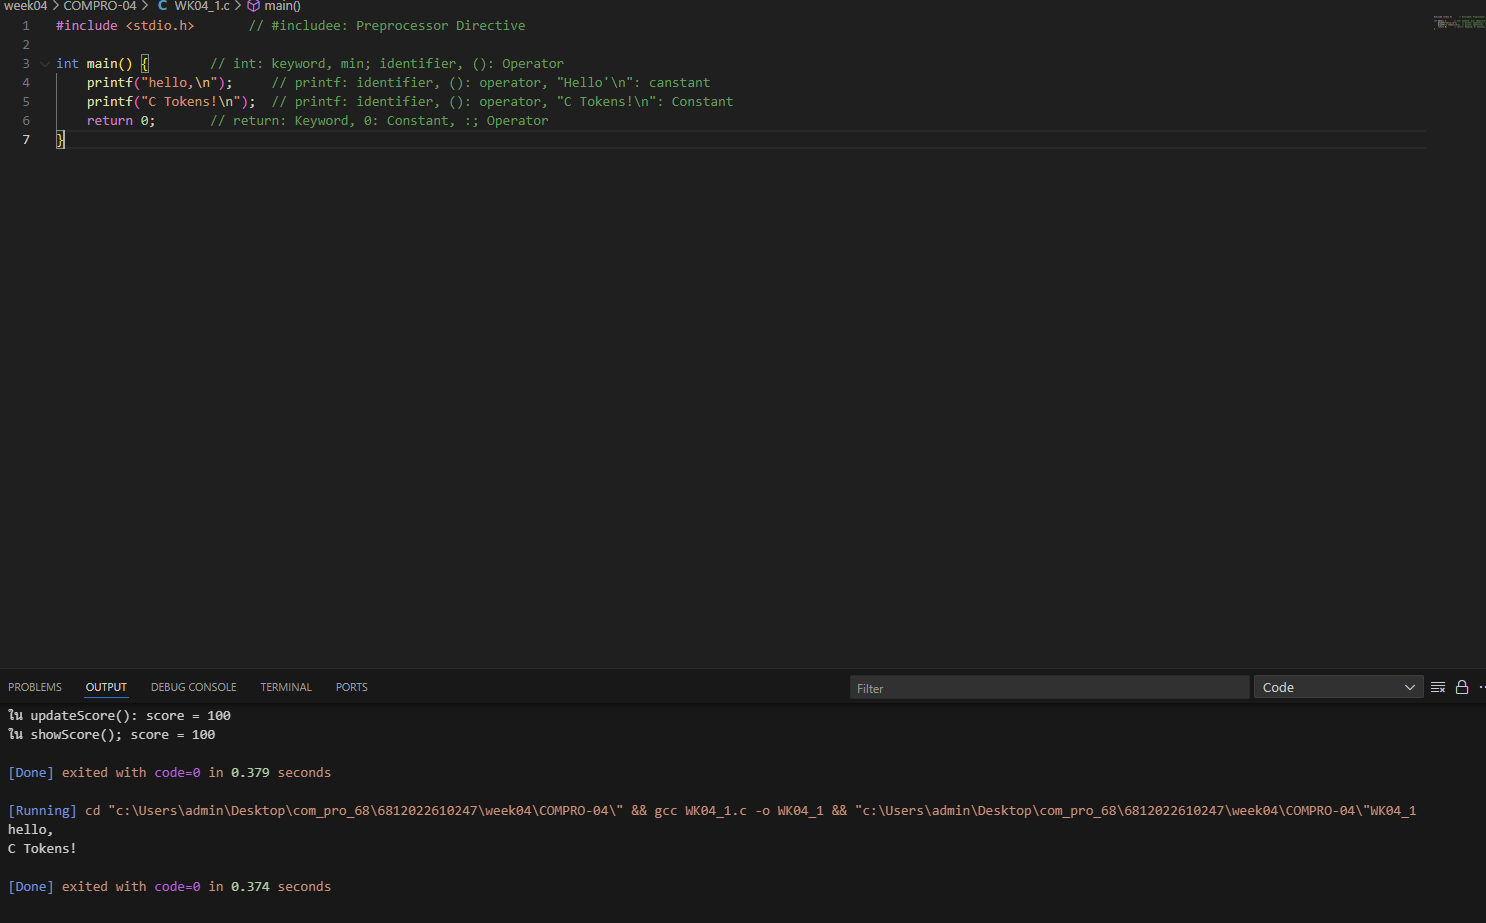 week04 > COMPRO-04 > C WK04_1.c > main()
1 #include <stdio.h> // #includee: Preprocessor Directive
2
3 int main() { // int: keyword, min; identifier, (): Operator
4 printf("hello,\n"); // printf: identifier, (): operator, "Hello'\n": canstant
5 printf("C Tokens!\n"); // printf: identifier, (): operator, "C Tokens!\n": Constant
6 return 0; // return: Keyword, 0: Constant, :; Operator
7 }
PROBLEMS OUTPUT DEBUG CONSOLE TERMINAL PORTS Filter Code
ใน updateScore(): score = 100
ใน showScore(); score = 100
[Done] exited with code=0 in 0.379 seconds
[Running] cd "c:\Users\admin\Desktop\com_pro_68\6812022610247\week04\COMPRO-04\" && gcc WK04_1.c -o WK04_1 && "c:\Users\admin\Desktop\com_pro_68\6812022610247\week04\COMPRO-04\"WK04_1
hello,
C Tokens!
[Done] exited with code=0 in 0.374 seconds